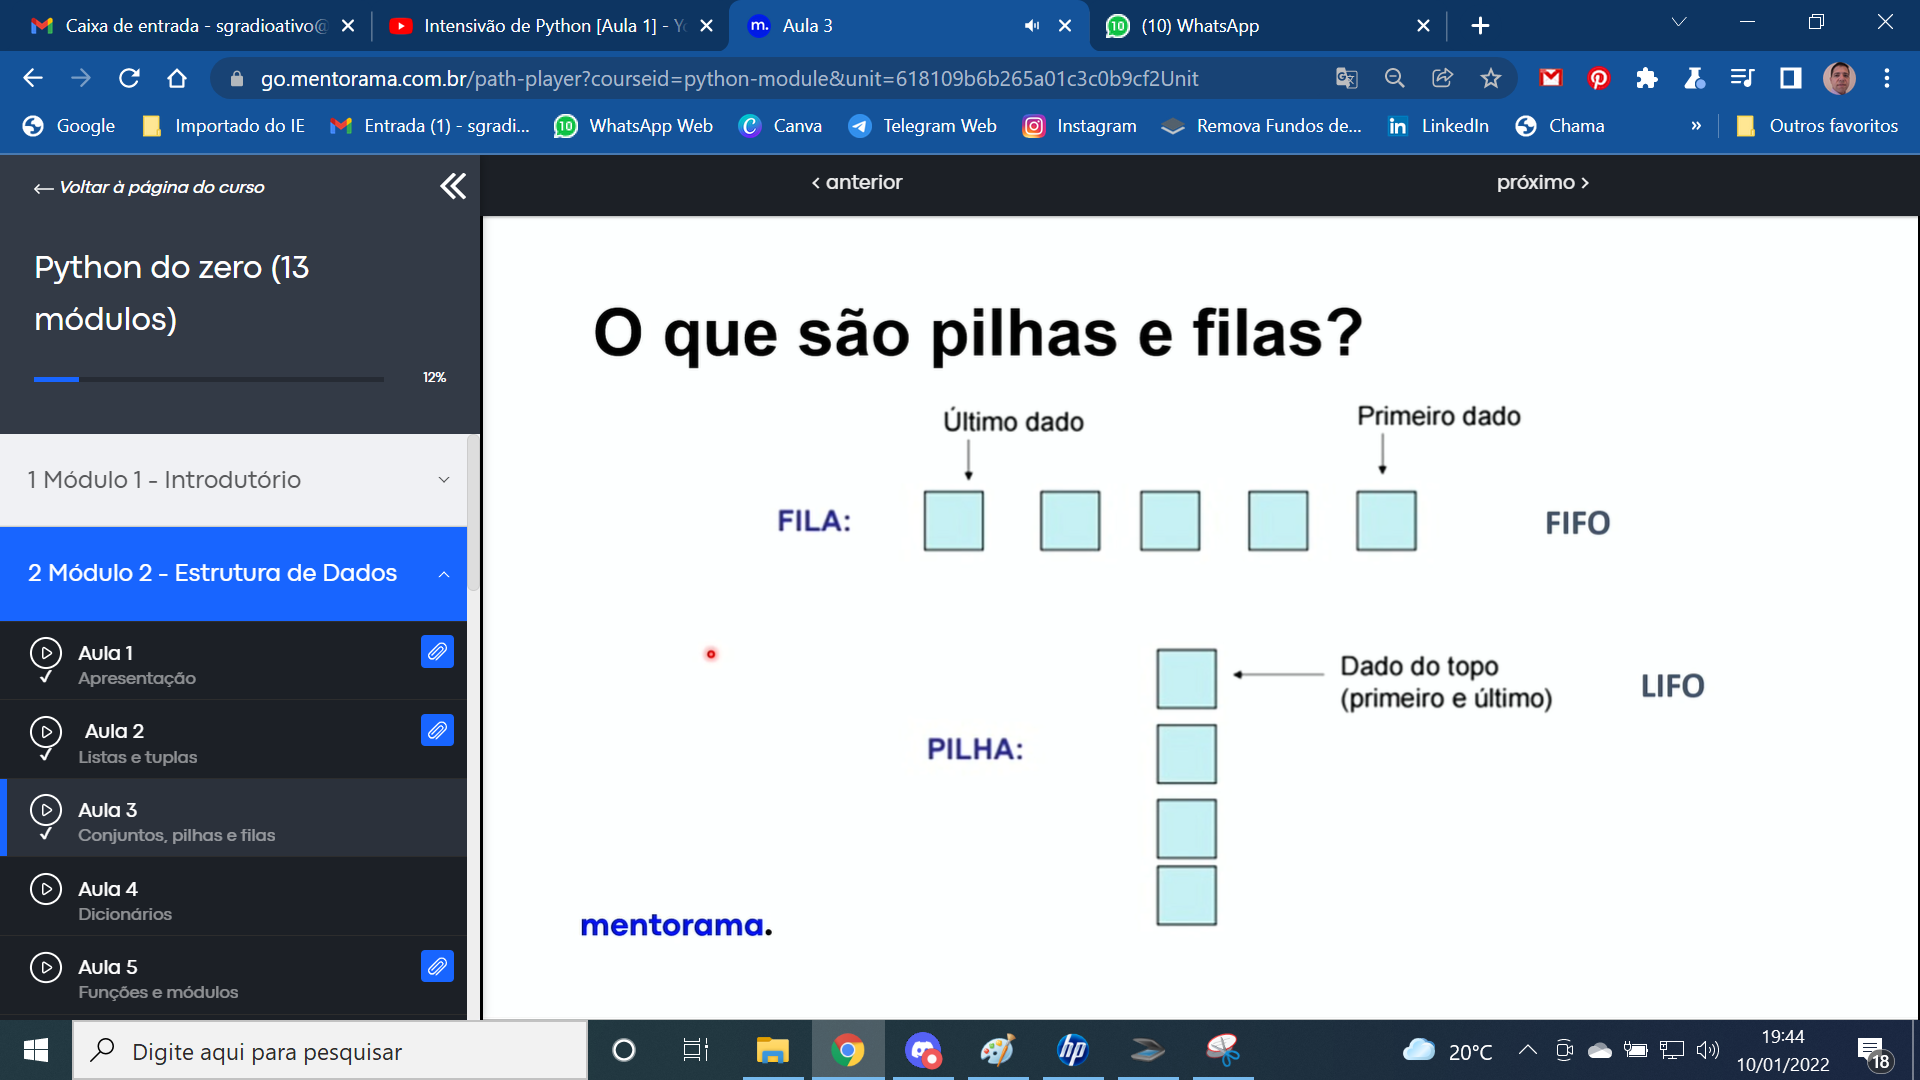 Caixa de entrada - sgradioativo@
Intensivão de Python [Aula 1] - Yo
Aula 3
(10) WhatsApp
go.mentorama.com.br/path-player?courseid=python-module&unit=618109b6b265a01c3c0b9cf2Unit
Google
Importado do IE
Entrada (1) - sgradi...
WhatsApp Web
Canva
Telegram Web
Instagram
Remova Fundos de...
LinkedIn
Chama
»
Outros favoritos
← Voltar à página do curso
‹ anterior
próximo ›
Python do zero (13
módulos)
12%
1 Módulo 1 - Introdutório
2 Módulo 2 - Estrutura de Dados
Aula 1
Apresentação
Aula 2
Listas e tuplas
Aula 3
Conjuntos, pilhas e filas
Aula 4
Dicionários
Aula 5
Funções e módulos
O que são pilhas e filas?
Último dado
Primeiro dado
FILA:
FIFO
Dado do topo
(primeiro e último)
LIFO
PILHA:
mentorama.
Digite aqui para pesquisar
hp
20°C
19:44
10/01/2022
18